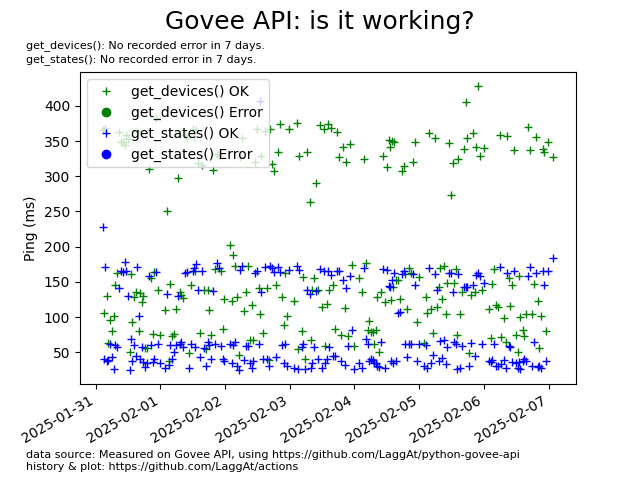 Govee API: is it working?
get_devices(): No recorded error in 7 days.
get_states(): No recorded error in 7 days.
get_devices() OK
get_devices() Error
get_states() OK
get_states() Error
Ping (ms)
400
350
300
250
200
150
100
50
2025-01-31
2025-02-01
2025-02-02
2025-02-03
2025-02-04
2025-02-05
2025-02-06
2025-02-07
data source: Measured on Govee API, using https://github.com/LaggAt/python-govee-api
history & plot: https://github.com/LaggAt/actions